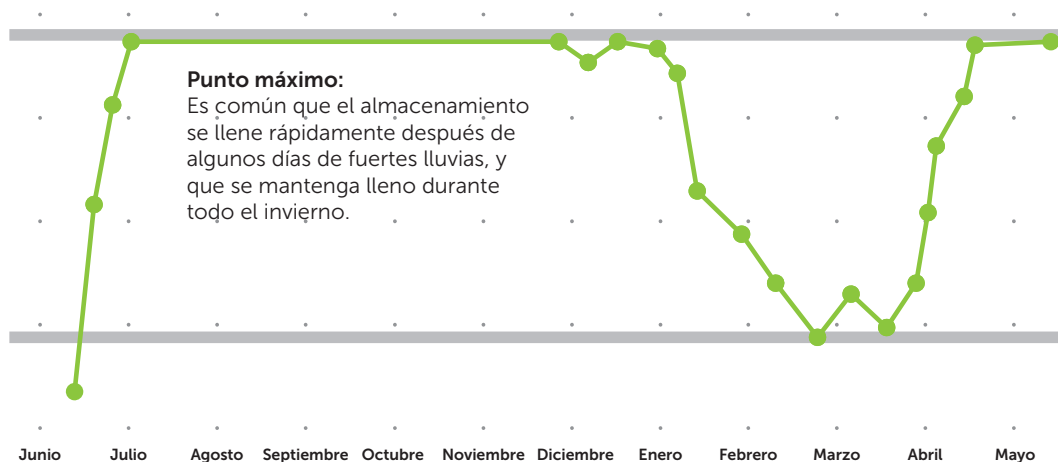 Punto máximo:
Es común que el almacenamiento
se llene rápidamente después de
algunos días de fuertes lluvias, y
que se mantenga lleno durante
todo el invierno.
Junio Julio Agosto Septiembre Octubre Noviembre Diciembre Enero Febrero Marzo Abril Mayo